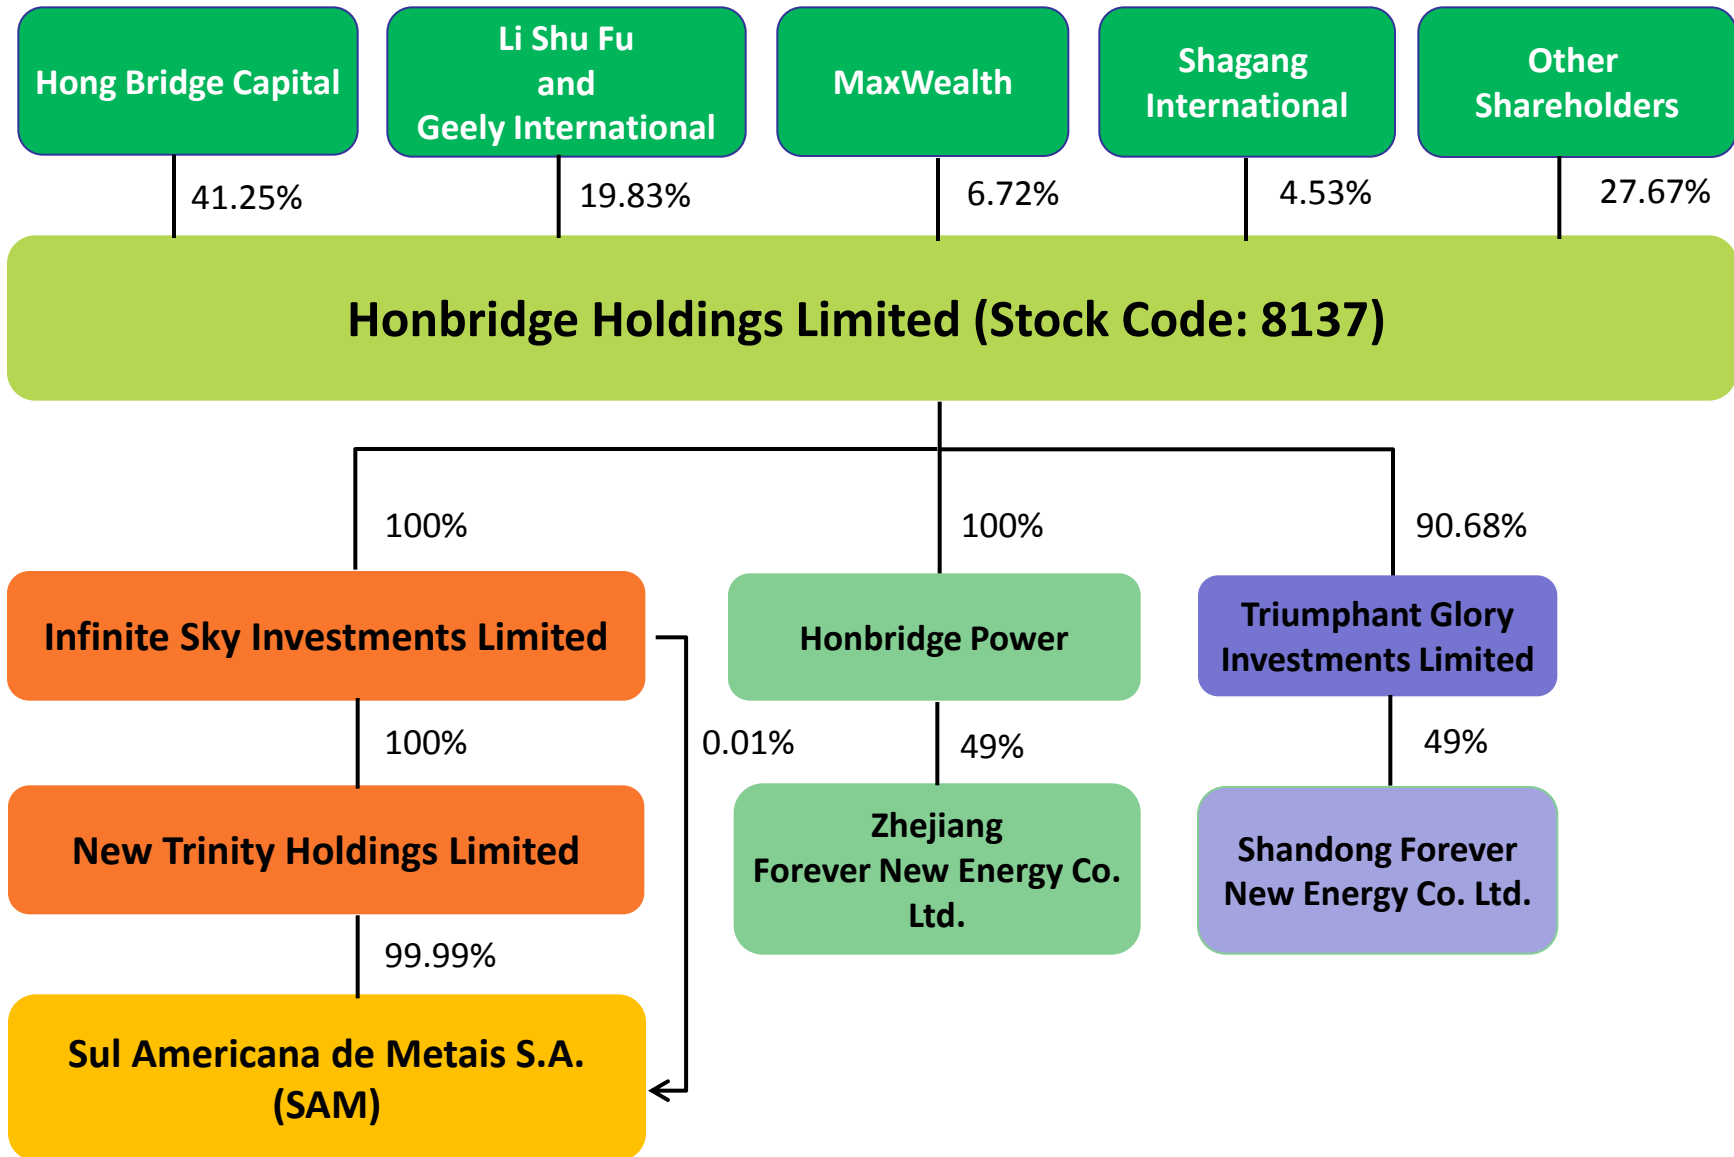 Hong Bridge Capital
Li Shu Fu
and
Geely International
MaxWealth
Shagang
International
Other
Shareholders
41.25%
19.83%
6.72%
4.53%
27.67%
Honbridge Holdings Limited (Stock Code: 8137)
100%
100%
90.68%
Infinite Sky Investments Limited
Honbridge Power
Triumphant Glory
Investments Limited
100%
0.01%
49%
49%
New Trinity Holdings Limited
Zhejiang
Forever New Energy Co.
Ltd.
Shandong Forever
New Energy Co. Ltd.
99.99%
Sul Americana de Metais S.A.
(SAM)